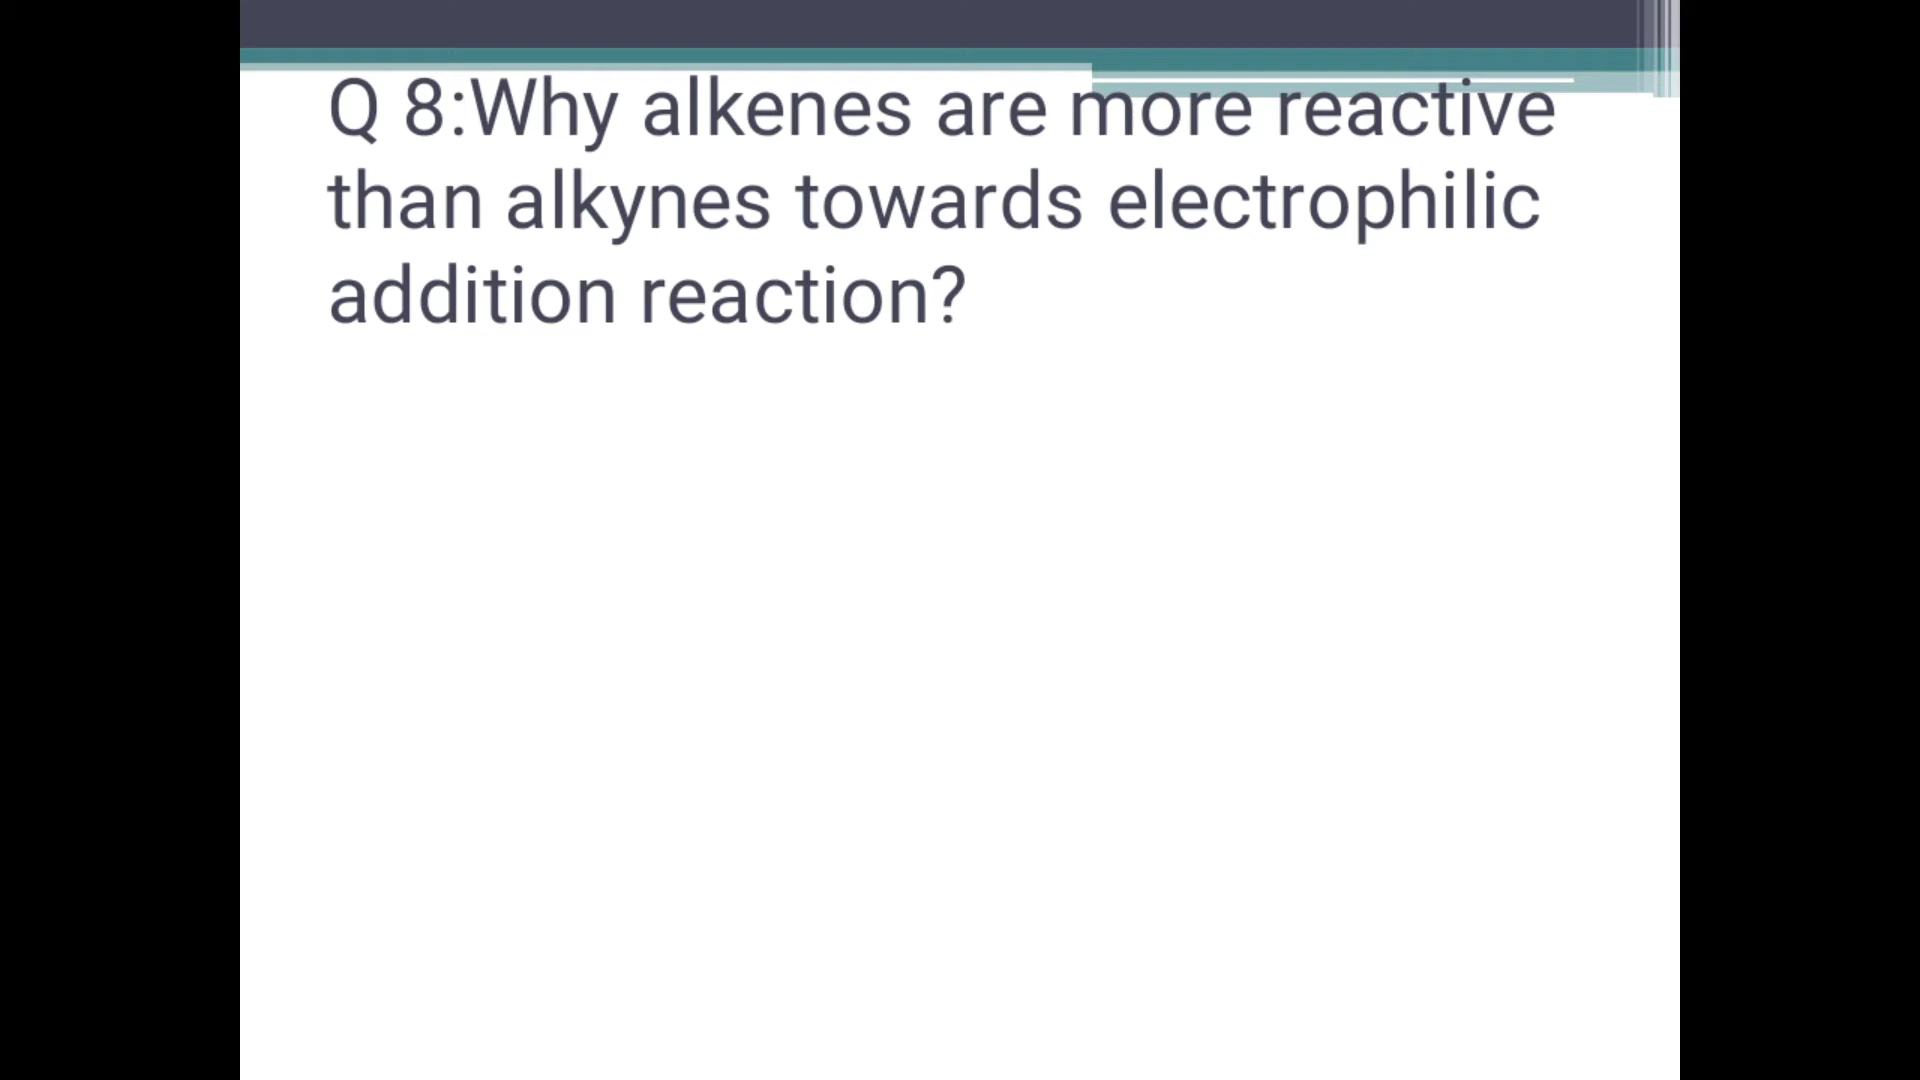 Q 8:Why alkenes are more reactive
than alkynes towards electrophilic
addition reaction?